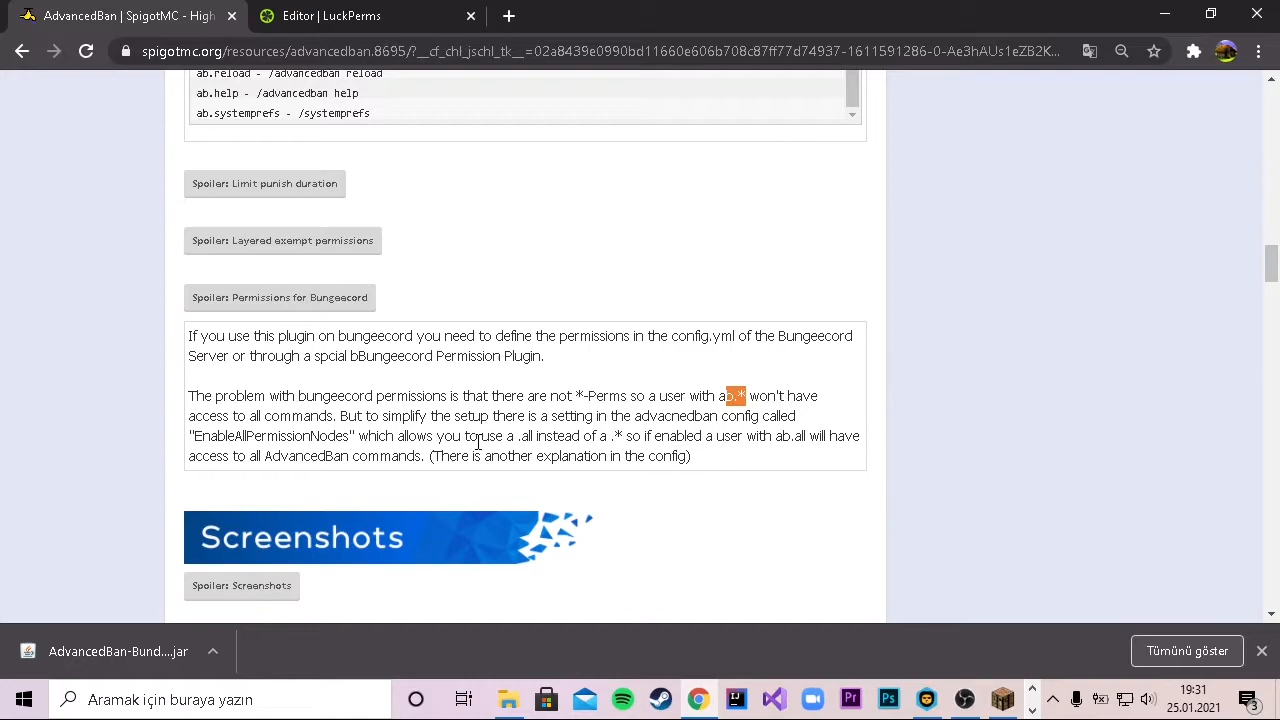 AdvancedBan | SpigotMC - High
Editor | LuckPerms
spigotmc.org/resources/advancedban.8695/?__cf_chl_jschl_tk__=02a8439e0990bd11660e606b708c87ff77d74937-1611591286-0-Ae3hAUs1eZB2K...
ab.reload - /advancedban reload
ab.help - /advancedban help
ab.systemprefs - /systemprefs
Spoiler: Limit punish duration
Spoiler: Layered exempt permissions
Spoiler: Permissions for Bungeecord
If you use this plugin on bungeecord you need to define the permissions in the config.yml of the Bungeecord
Server or through a spcial bBungeecord Permission Plugin.
The problem with bungeecord permissions is that there are not *-Perms so a user with ab.* won't have
access to all commands. But to simplify the setup there is a setting in the advacnedban config called
"EnableAllPermissionNodes" which allows you to use a .all instead of a .* so if enabled a user with ab.all will have
access to all AdvancedBan commands. (There is another explanation in the config)
Screenshots
Spoiler: Screenshots
AdvancedBan-Bund....jar
Tümünü göster
Aramak için buraya yazın
Pr
Ps
19:31
25.01.2021
3